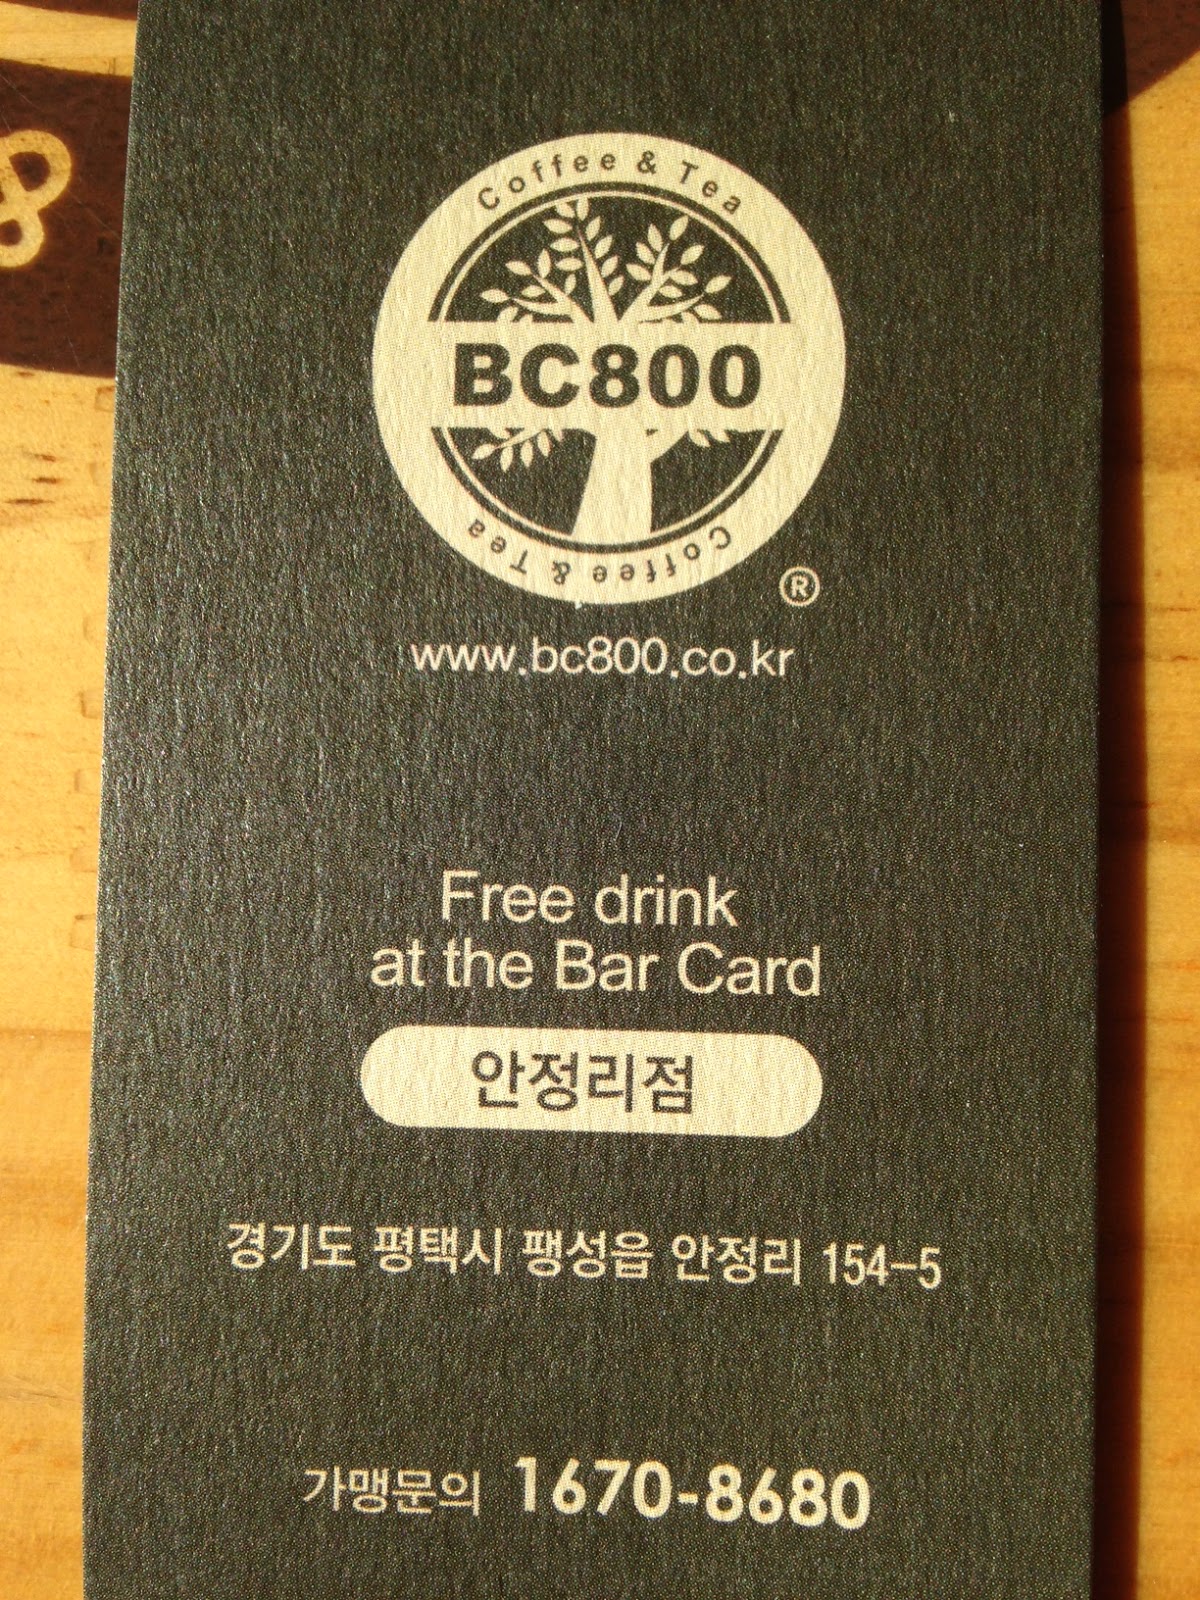 Coffee & Tea
BC800
Coffee & Tea
®
www.bc800.co.kr
Free drink
at the Bar Card
안정리점
경기도 평택시 팽성읍 안정리 154-5
가맹문의 1670-8680
8